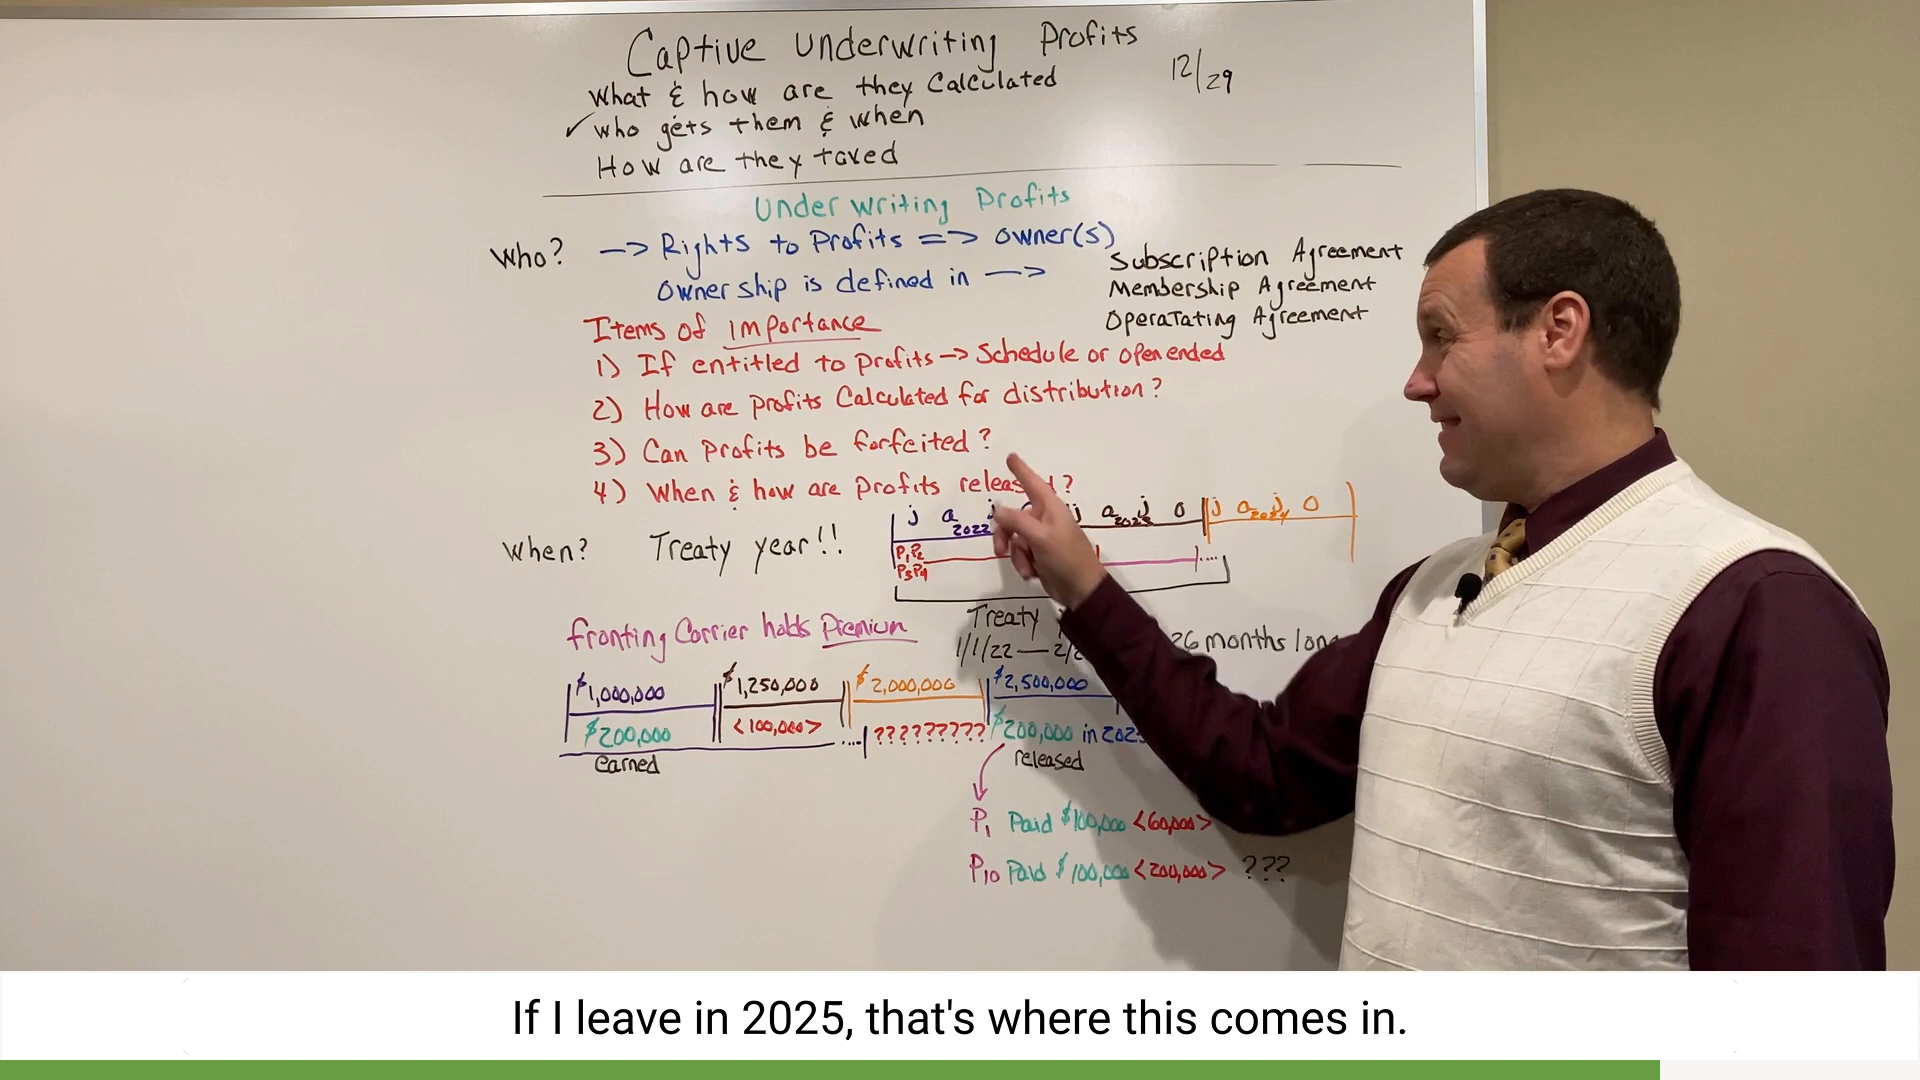 Captive Underwriting Profits
12/29
What & how are they Calculated
✓ who gets them & when
How are they taxed
Underwriting Profits
Who? --> Rights to Profits => owner(s)
Ownership is defined in -->
Subscription Agreement
Membership Agreement
OperaTating Agreement
Items of importance
1) If entitled to profits -> Schedule or open ended
2) How are profits Calculated for distribution?
3) Can Profits be forfeited?
4) When & how are profits released?
When? Treaty year!!
j a j j a j o j a j o
2022 2023 2024
P1 P2
P3 P4
Treaty
1/1/22 — 2/2
26 months long
fronting Carrier holds Premium
$1,000,000 $1,250,000 $2,000,000 $2,500,000
$200,000 <100,000> ....| ????????? $200,000 in 202
earned released
P1 Paid $100,000 <60,000>
P10 Paid $100,000 <200,000> ???
If I leave in 2025, that's where this comes in.